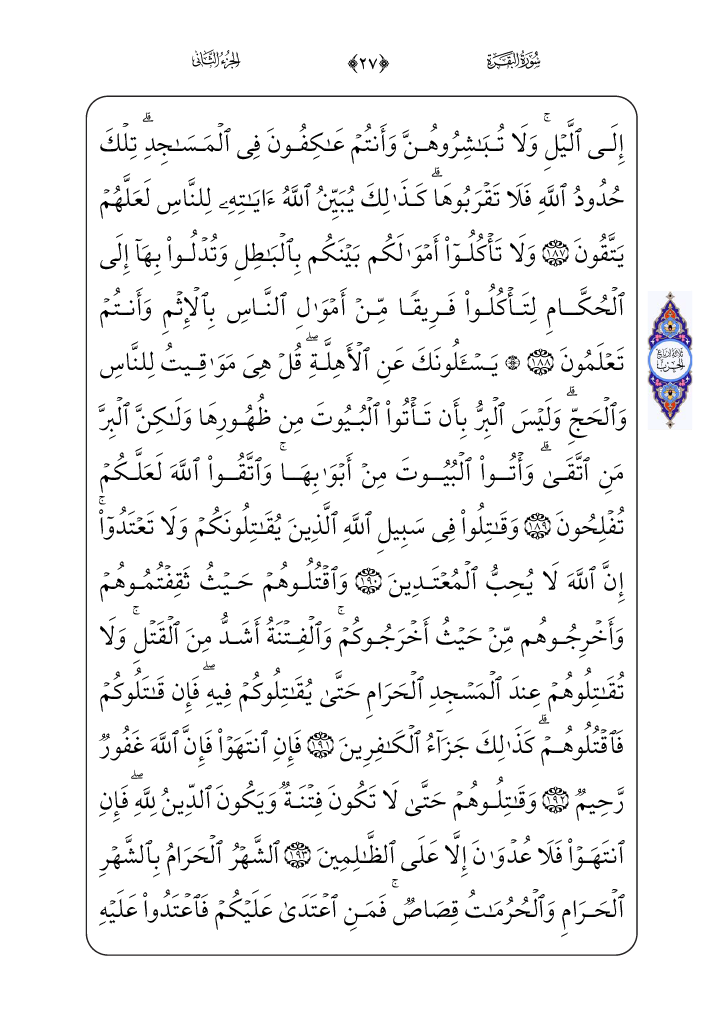 سُورَةُ البَقَرَةِ ﴿٢٧﴾ الجزءُ الثَّانِي
إِلَى ٱلَّيۡلِۚ وَلَا تُبَٰشِرُوهُنَّ وَأَنتُمۡ عَٰكِفُونَ فِى ٱلۡمَسَٰجِدِۗ تِلۡكَ
حُدُودُ ٱللَّهِ فَلَا تَقۡرَبُوهَاۗ كَذَٰلِكَ يُبَيِّنُ ٱللَّهُ ءَايَٰتِهِۦ لِلنَّاسِ لَعَلَّهُمۡ
يَتَّقُونَ ١٨٧ وَلَا تَأۡكُلُوٓاْ أَمۡوَٰلَكُم بَيۡنَكُم بِٱلۡبَٰطِلِ وَتُدۡلُواْ بِهَآ إِلَى
ٱلۡحُكَّامِ لِتَأۡكُلُواْ فَرِيقٗا مِّنۡ أَمۡوَٰلِ ٱلنَّاسِ بِٱلۡإِثۡمِ وَأَنتُمۡ
تَعۡلَمُونَ ١٨٨ ۞ يَسۡـَٔلُونَكَ عَنِ ٱلۡأَهِلَّةِۖ قُلۡ هِىَ مَوَٰقِيتُ لِلنَّاسِ
وَٱلۡحَجِّۗ وَلَيۡسَ ٱلۡبِرُّ بِأَن تَأۡتُواْ ٱلۡبُيُوتَ مِن ظُهُورِهَا وَلَٰكِنَّ ٱلۡبِرَّ
مَنِ ٱتَّقَىٰۗ وَأۡتُواْ ٱلۡبُيُوتَ مِنۡ أَبۡوَٰبِهَاۚ وَٱتَّقُواْ ٱللَّهَ لَعَلَّكُمۡ
تُفۡلِحُونَ ١٨٩ وَقَٰتِلُواْ فِى سَبِيلِ ٱللَّهِ ٱلَّذِينَ يُقَٰتِلُونَكُمۡ وَلَا تَعۡتَدُوٓاْۚ
إِنَّ ٱللَّهَ لَا يُحِبُّ ٱلۡمُعۡتَدِينَ ١٩٠ وَٱقۡتُلُوهُمۡ حَيۡثُ ثَقِفۡتُمُوهُمۡ
وَأَخۡرِجُوهُم مِّنۡ حَيۡثُ أَخۡرَجُوكُمۡۚ وَٱلۡفِتۡنَةُ أَشَدُّ مِنَ ٱلۡقَتۡلِۚ وَلَا
تُقَٰتِلُوهُمۡ عِندَ ٱلۡمَسۡجِدِ ٱلۡحَرَامِ حَتَّىٰ يُقَٰتِلُوكُمۡ فِيهِۖ فَإِن قَٰتَلُوكُمۡ
فَٱقۡتُلُوهُمۡۗ كَذَٰلِكَ جَزَآءُ ٱلۡكَٰفِرِينَ ١٩١ فَإِنِ ٱنتَهَوۡاْ فَإِنَّ ٱللَّهَ غَفُورٞ
رَّحِيمٞ ١٩٢ وَقَٰتِلُوهُمۡ حَتَّىٰ لَا تَكُونَ فِتۡنَةٞ وَيَكُونَ ٱلدِّينُ لِلَّهِۖ فَإِنِ
ٱنتَهَوۡاْ فَلَا عُدۡوَٰنَ إِلَّا عَلَى ٱلظَّٰلِمِينَ ١٩٣ ٱلشَّهۡرُ ٱلۡحَرَامُ بِٱلشَّهۡرِ
ٱلۡحَرَامِ وَٱلۡحُرُمَٰتُ قِصَاصٞۚ فَمَنِ ٱعۡتَدَىٰ عَلَيۡكُمۡ فَٱعۡتَدُواْ عَلَيۡهِ
ثلاثة أرباع
الحزب